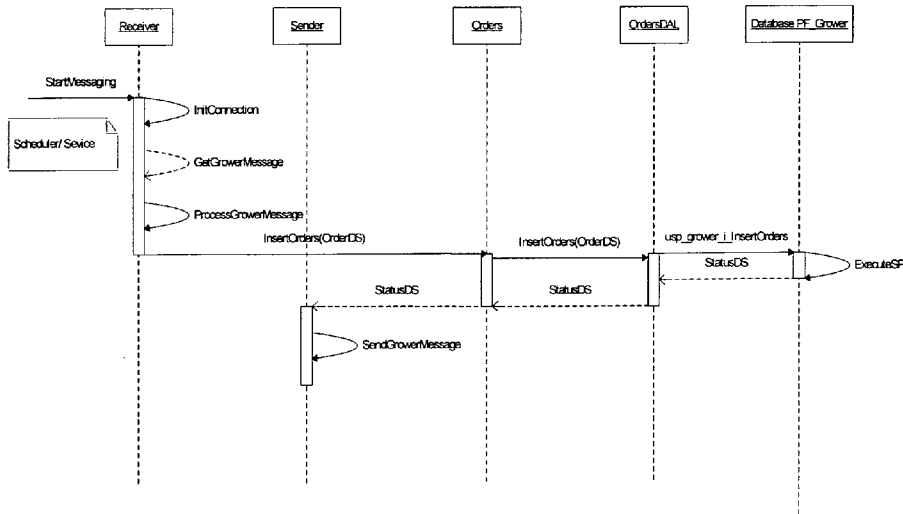 Receiver
Sender
Orders
OrdersDAL
Database PF_Grower
StartMessaging
InitConnection
Scheduler/ Sevice
GetGrowerMessage
ProcessGrowerMessage
InsertOrders(OrderDS)
InsertOrders(OrderDS)
usp_grower_i_InsertOrders
StatusDS
ExecuteSP
StatusDS
StatusDS
SendGrowerMessage